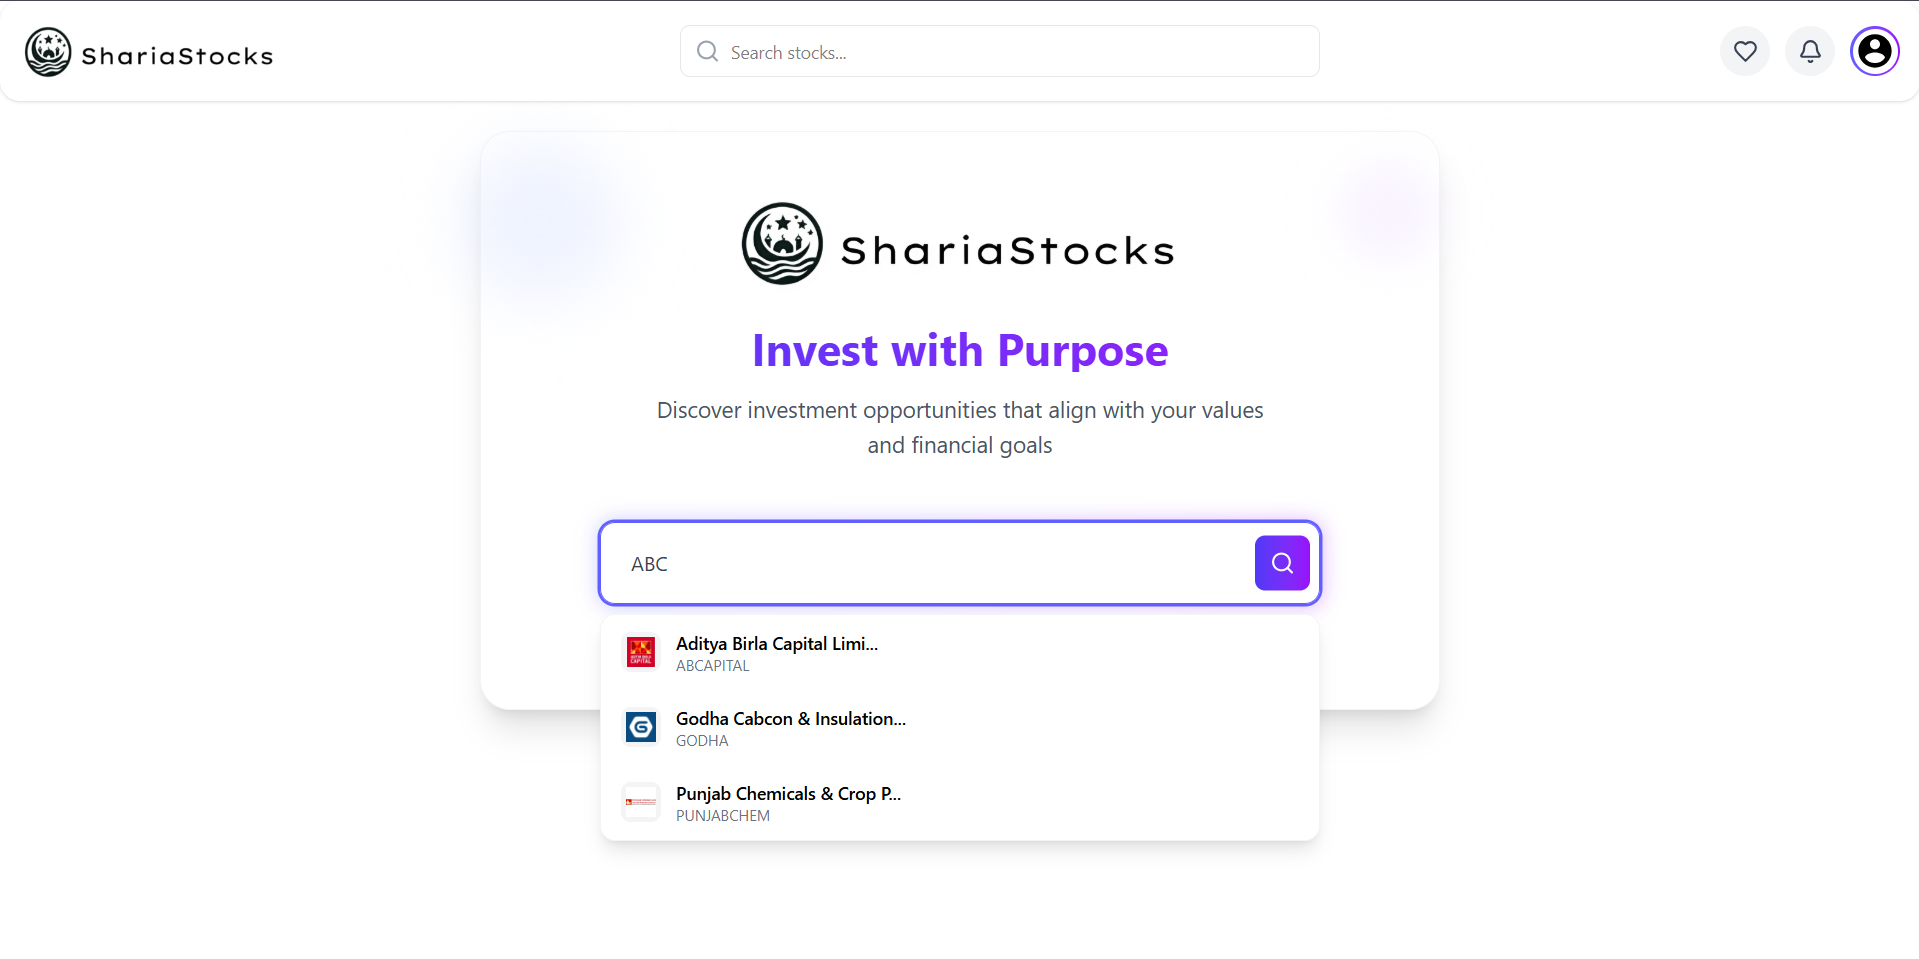 ShariaStocks
Search stocks...
ShariaStocks
Invest with Purpose
Discover investment opportunities that align with your values
and financial goals
ABC
Aditya Birla Capital Limi...
ABCAPITAL
Godha Cabcon & Insulation...
GODHA
Punjab Chemicals & Crop P...
PUNJABCHEM